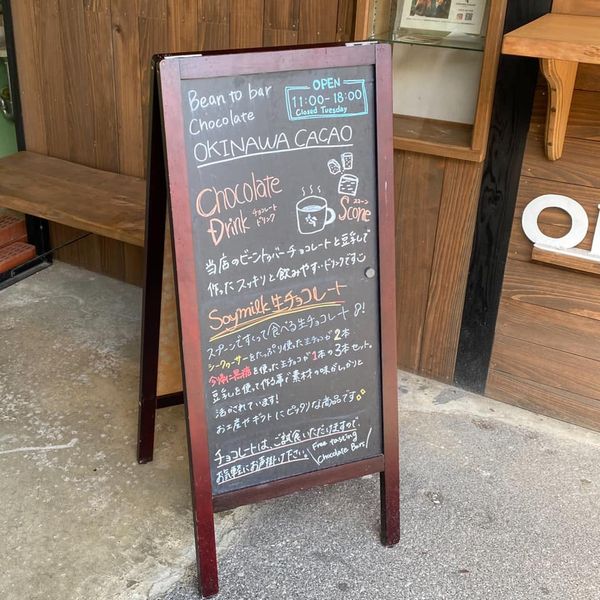 Bean to bar
Chocolate
OPEN
11:00-18:00
Closed Tuesday
OKINAWA CACAO
Chocolate
Drink
チョコレート
ドリンク
スコーン
Scone
当店のビーントゥバーチョコレートと豆乳で
作ったスッキリと飲みやすいドリンクです
Soymilk 生チョコレート
スプーンですくって食べる生チョコレート!
シークヮーサーをたっぷり使った生チョコが2本
を使った生チョコが1本の3本セット。
豆乳を使って作る事で素材の味がしっかりと
活かされています!
お土産やギフトにピッタリな商品です
チョコレートは、ご試食いただけますので、
お気軽にお声掛けください。
Free tasting
Chocolate Bars